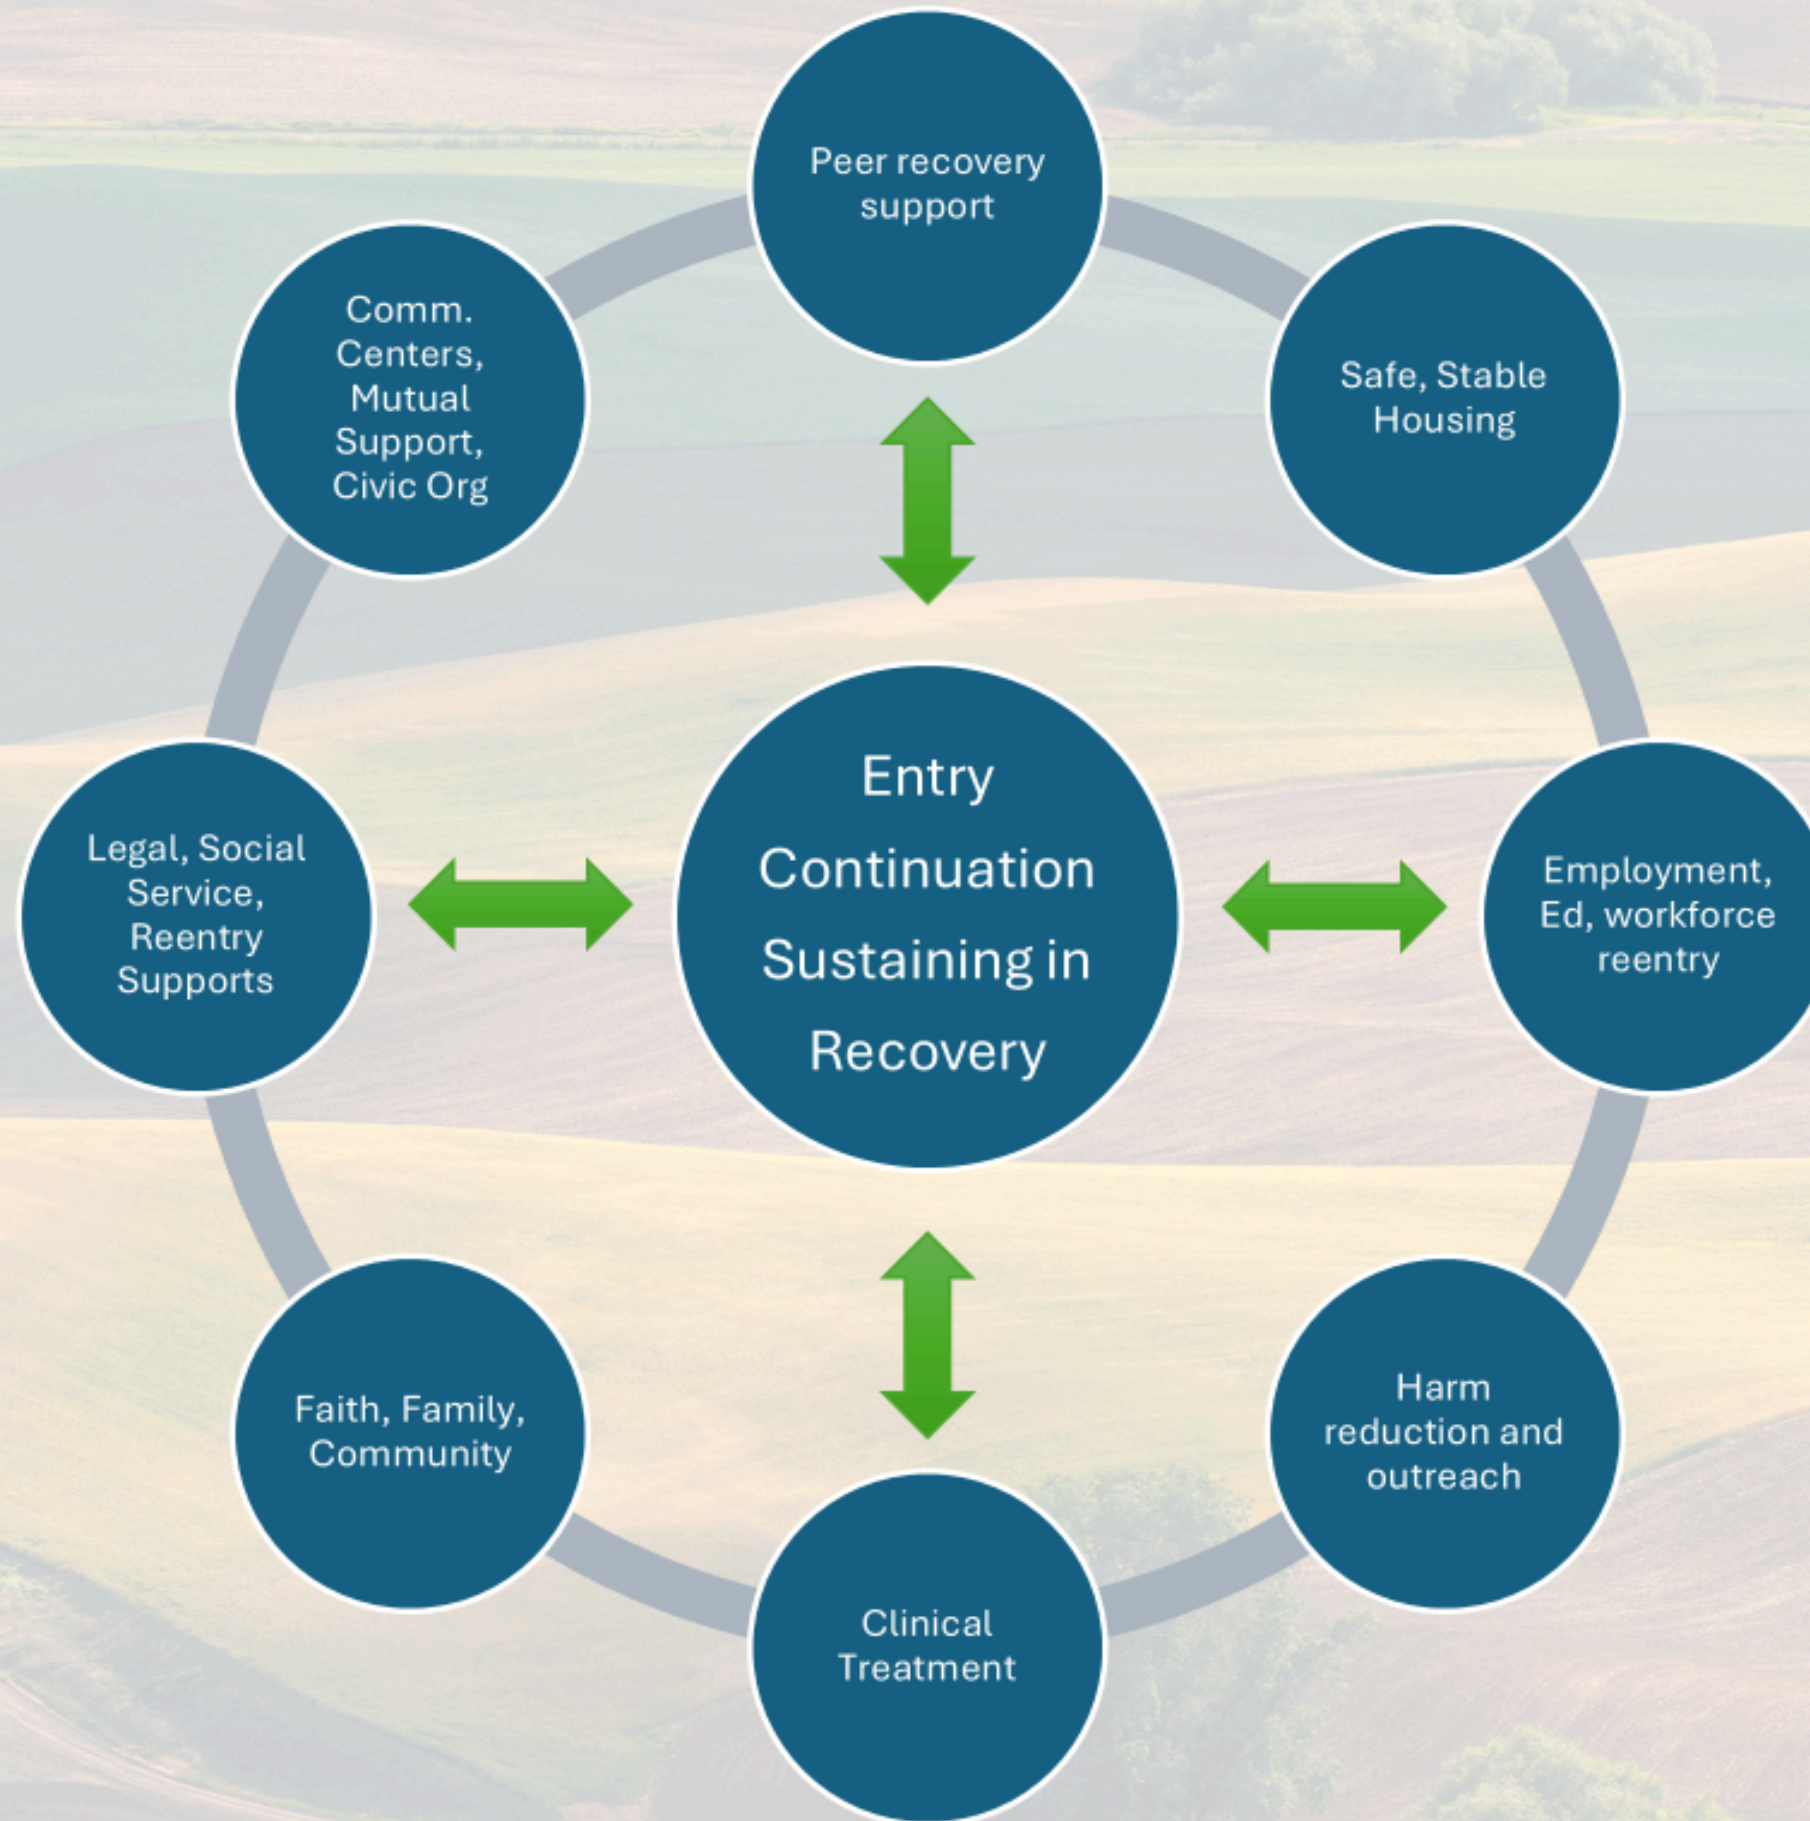 Peer recovery
support
Comm.
Centers,
Mutual
Support,
Civic Org
Safe, Stable
Housing
Legal, Social
Service,
Reentry
Supports
Entry
Continuation
Sustaining in
Recovery
Employment,
Ed, workforce
reentry
Faith, Family,
Community
Harm
reduction and
outreach
Clinical
Treatment